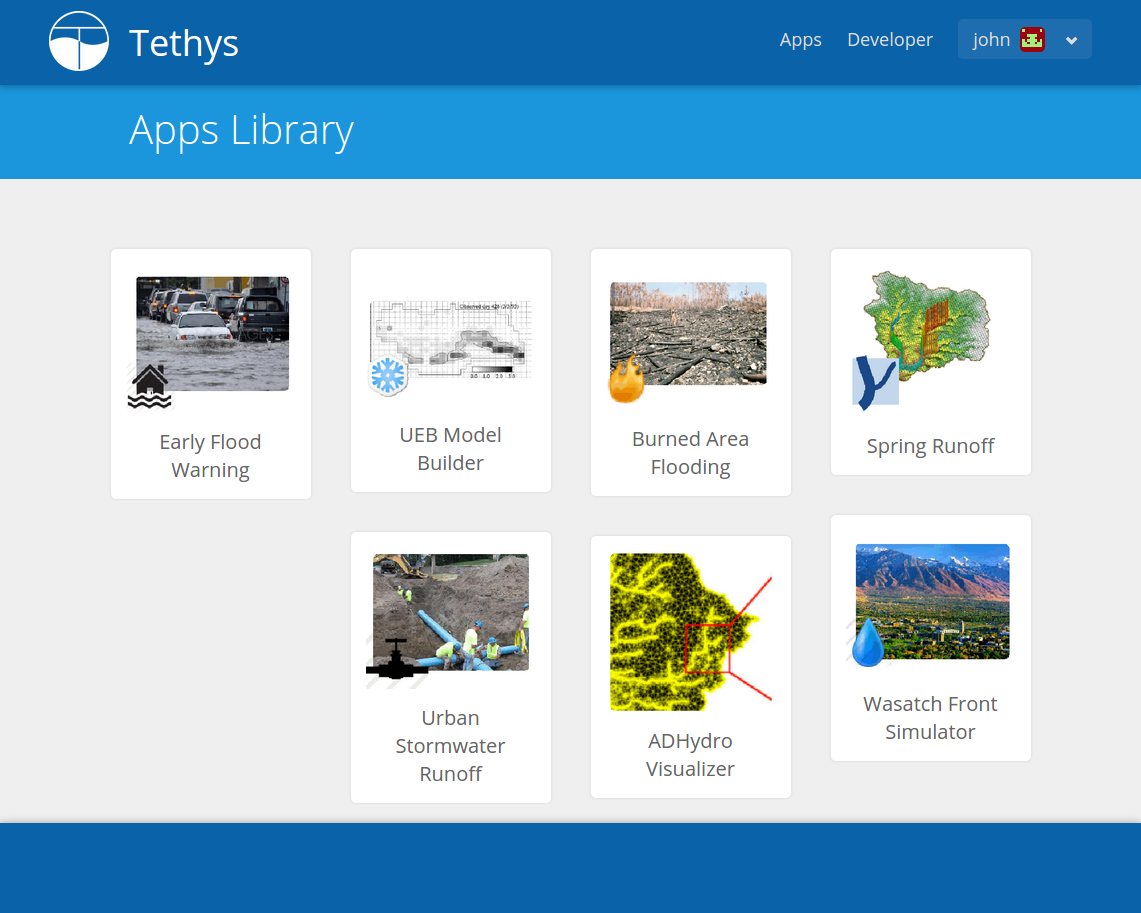 Tethys
Apps
Developer
john
Apps Library
Early Flood
Warning
UEB Model
Builder
Burned Area
Flooding
Spring Runoff
Urban
Stormwater
Runoff
ADHydro
Visualizer
Wasatch Front
Simulator